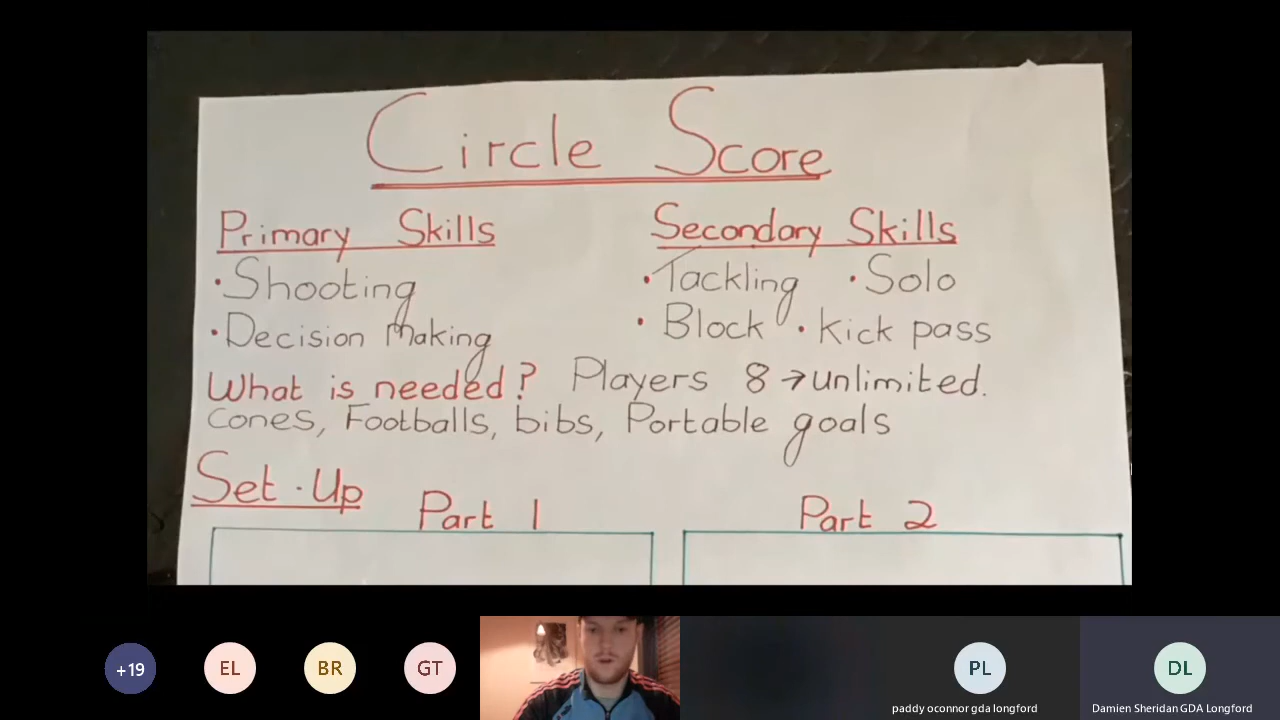 Circle Score
Primary Skills
Secondary Skills
• Shooting
• Tackling • Solo
• Decision Making
• Block • Kick pass
What is needed? Players 8 → unlimited.
Cones, Footballs, bibs, Portable goals
Set-Up
Part 1
Part 2
+19
EL
BR
GT
PL
DL
paddy oconnor gda longford
Damien Sheridan GDA Longford